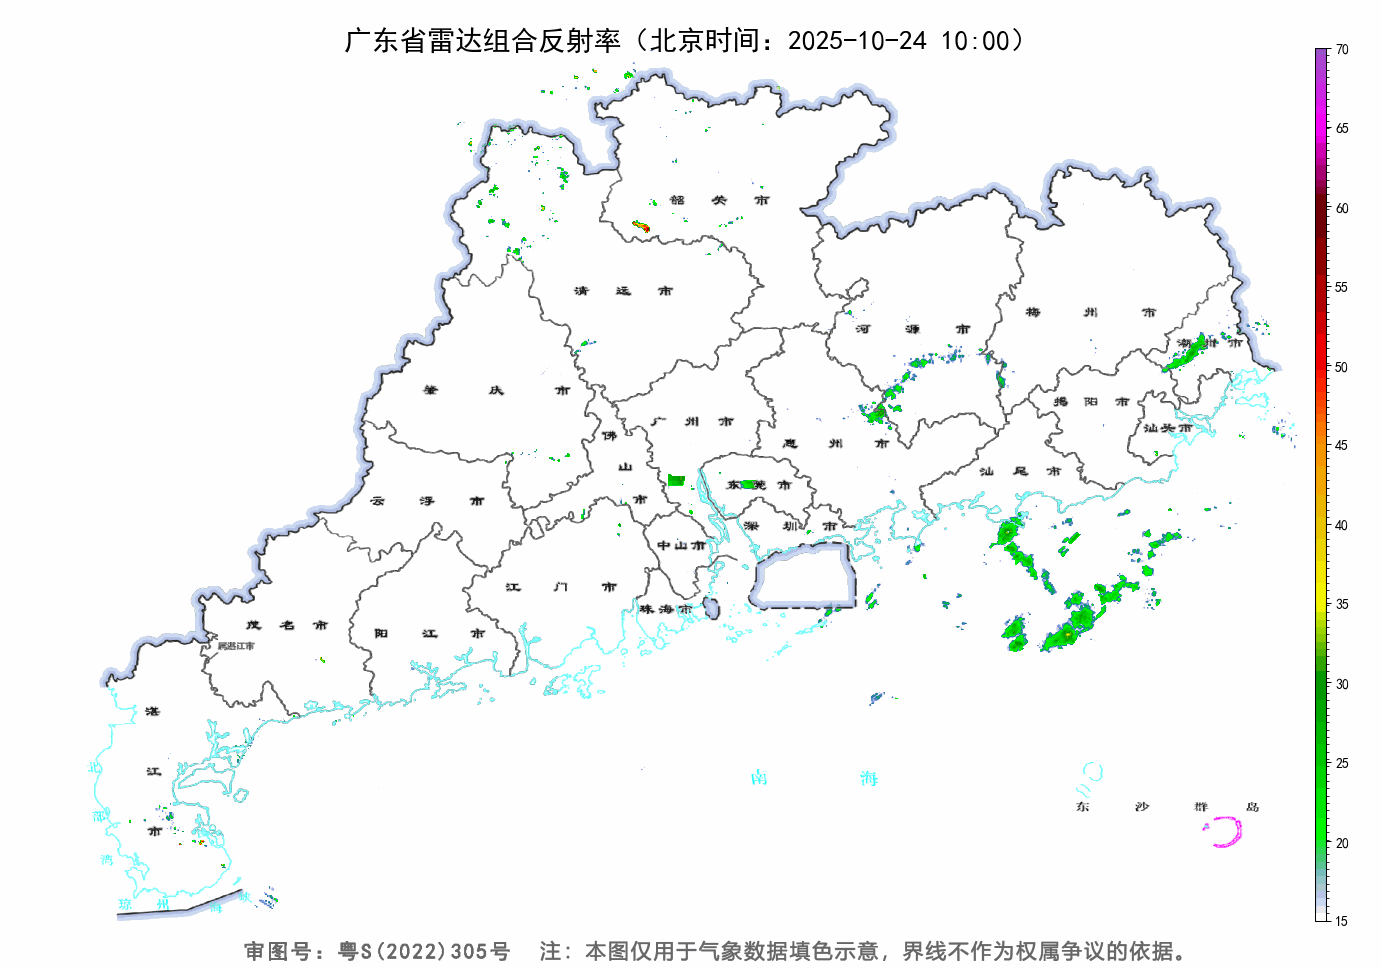 广东省雷达组合反射率（北京时间：2025-10-24 10:00）
70
65
60
55
50
45
40
35
30
25
20
15
韶关市
清远市
河源市
梅州市
潮州市
肇庆市
广州市
佛山市
惠州市
揭阳市
汕头市
汕尾市
云浮市
东莞市
深圳市
中山市
江门市
珠海市
茂名市
属湛江市
阳江市
湛江市
北部湾
南海
东沙群岛
琼州海峡
审图号：粤S(2022)305号 注：本图仅用于气象数据填色示意，界线不作为权属争议的依据。